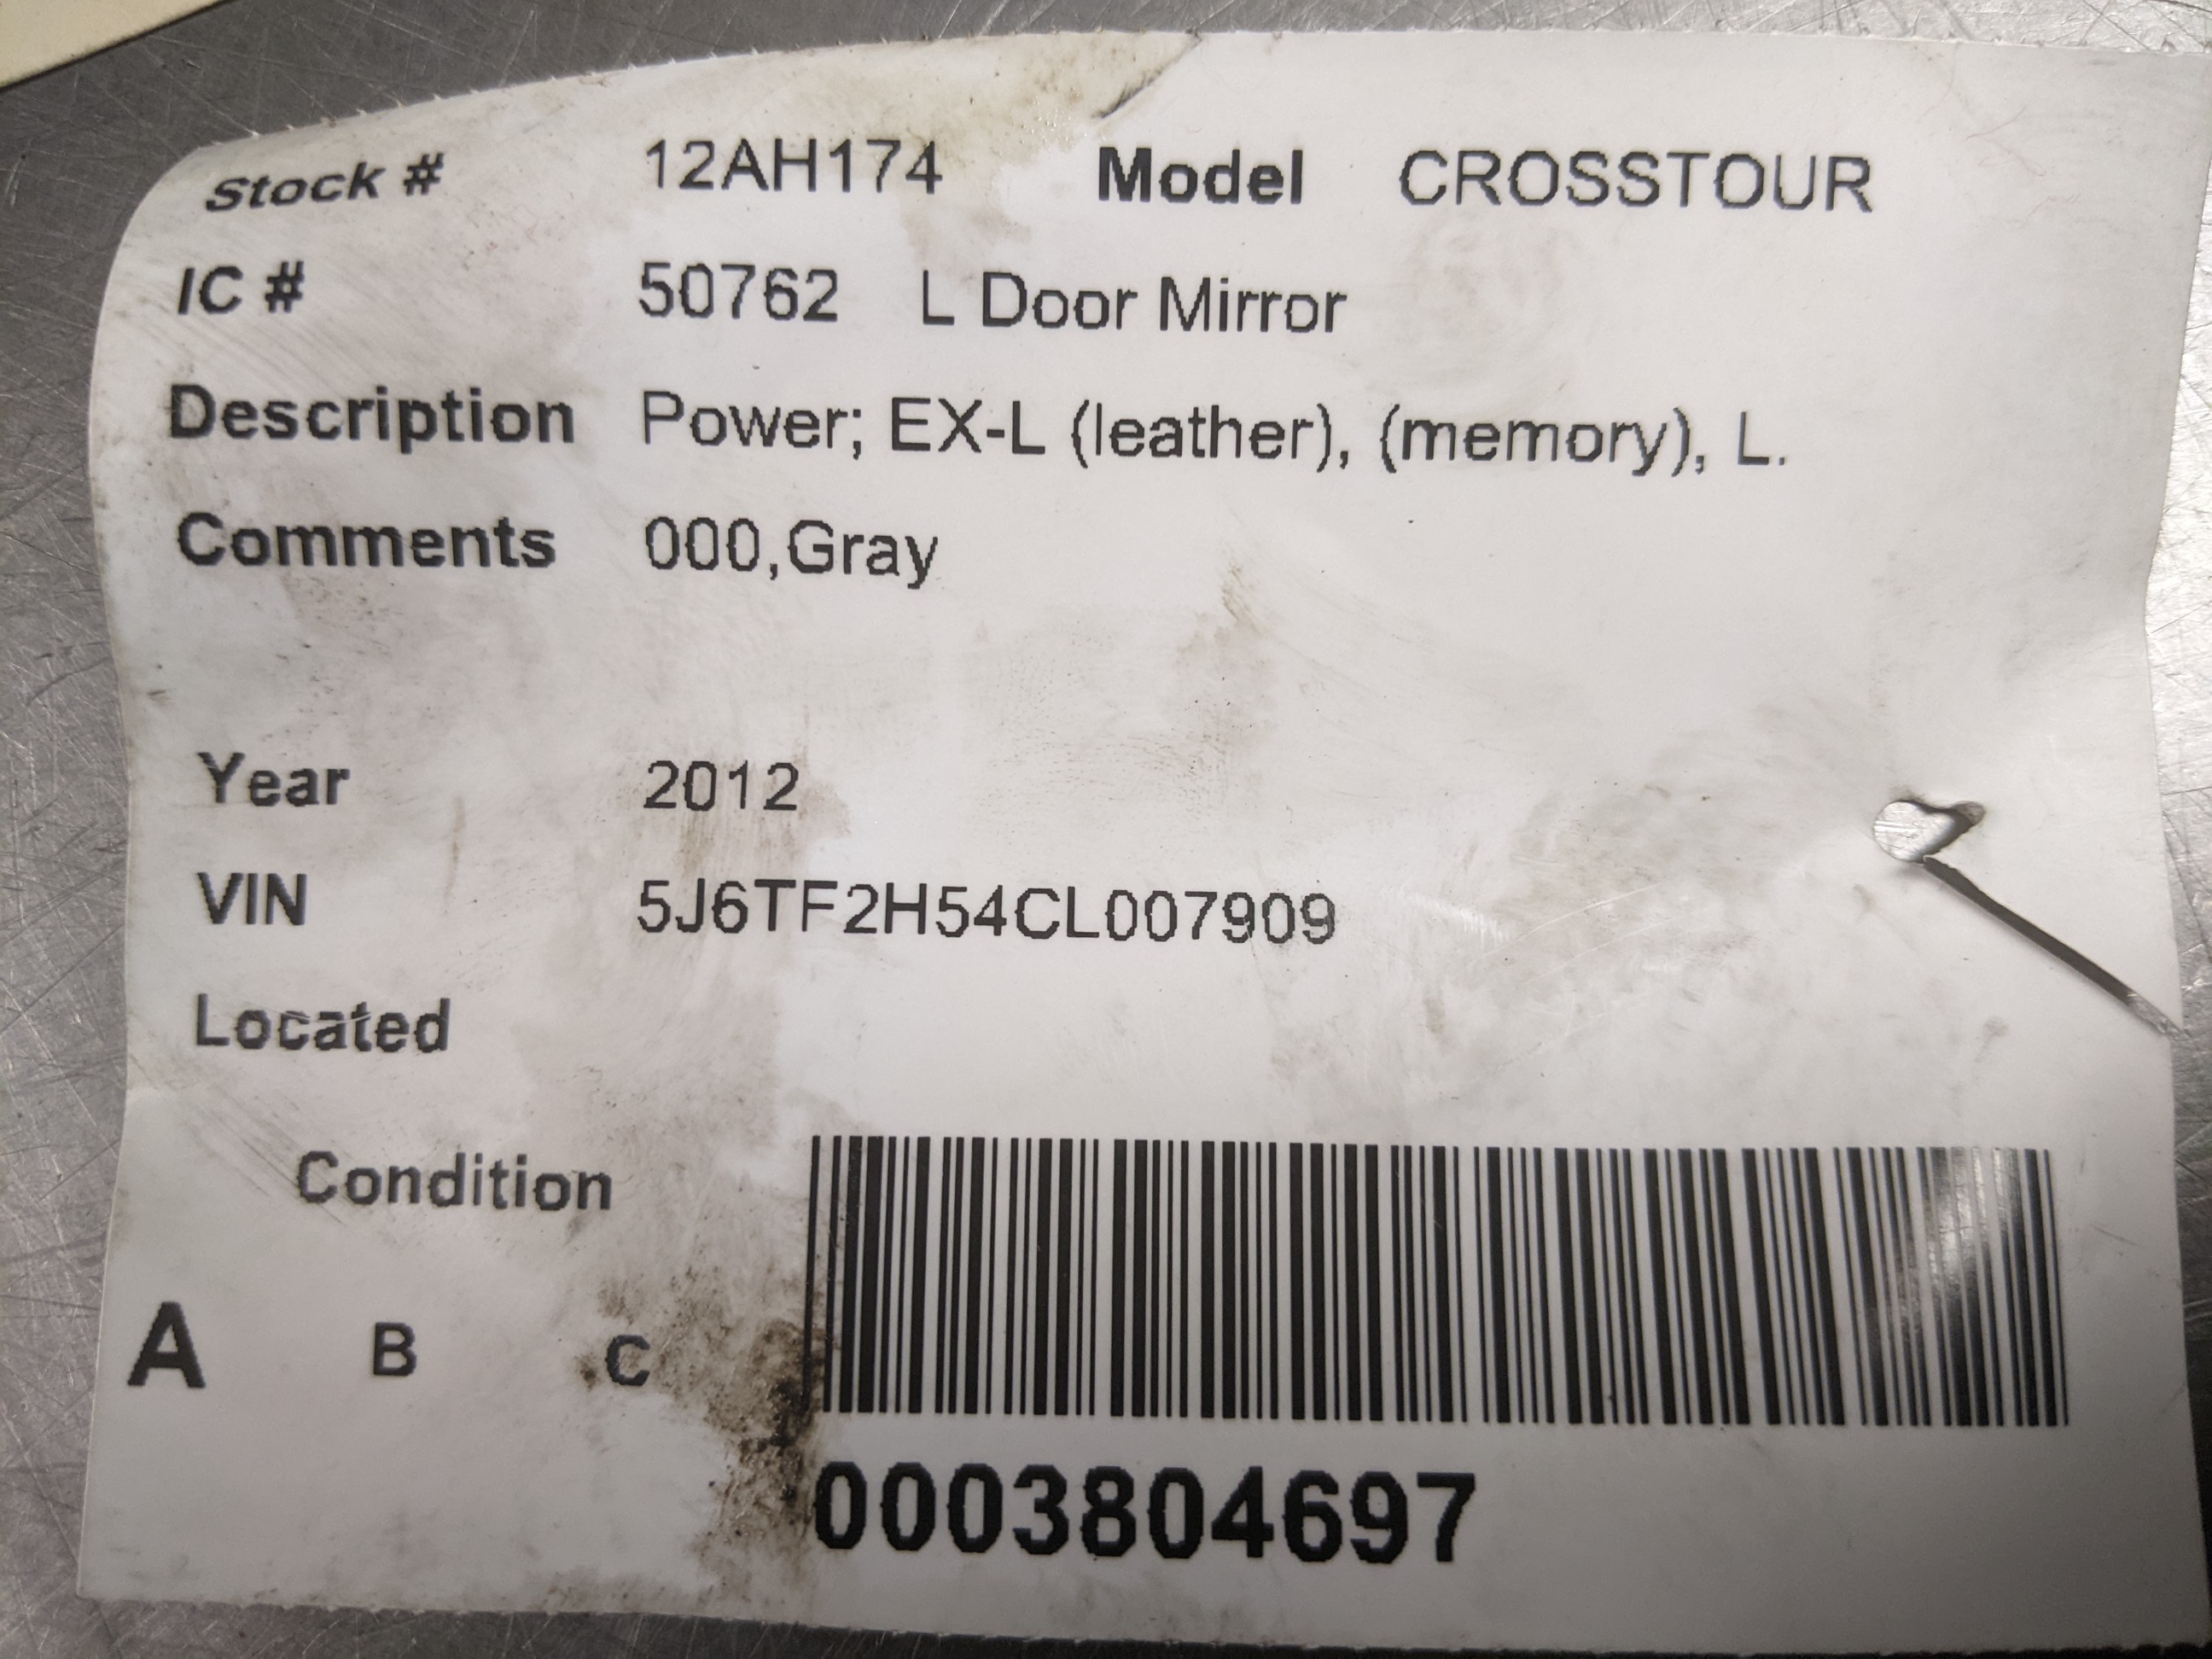 Stock # 12AH174 Model CROSSTOUR
IC # 50762 L Door Mirror
Description Power; EX-L (leather), (memory), L.
Comments 000,Gray
Year 2012
VIN 5J6TF2H54CL007909
Located
Condition
A B C
0003804697